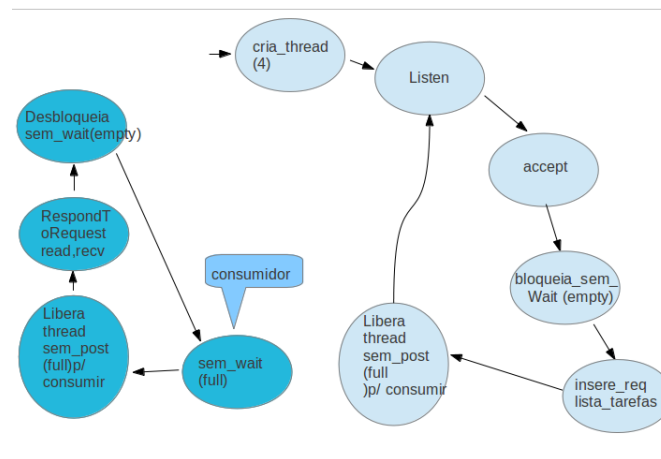 cria_thread
(4)
Listen
accept
bloqueia_sem_
Wait (empty)
insere_req
lista_tarefas
Libera
thread
sem_post
(full
)p/ consumir
consumidor
sem_wait
(full)
Libera
thread
sem_post
(full)p/
consumir
RespondT
oRequest
read,recv
Desbloqueia
sem_wait(empty)